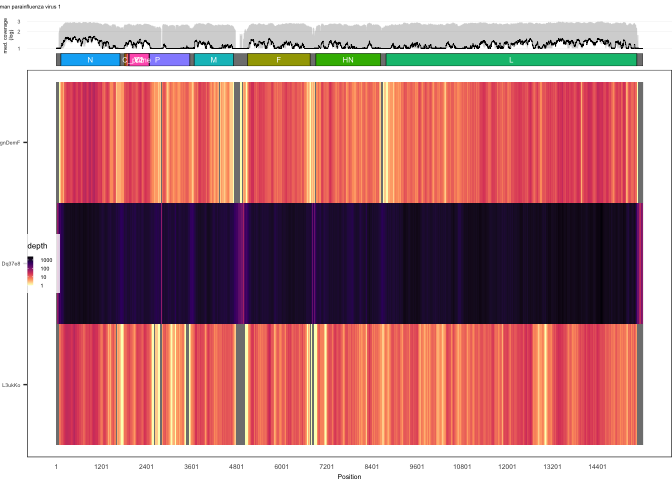 man parainfluenza virus 1
med. coverage
(log)
3
2
1
N
P
M
F
HN
L
gnDemF
depth
1000
100
10
1
L3ukKo
1 1201 2401 3601 4801 6001 7201 8401 9601 10801 12001 13201 14401
Position